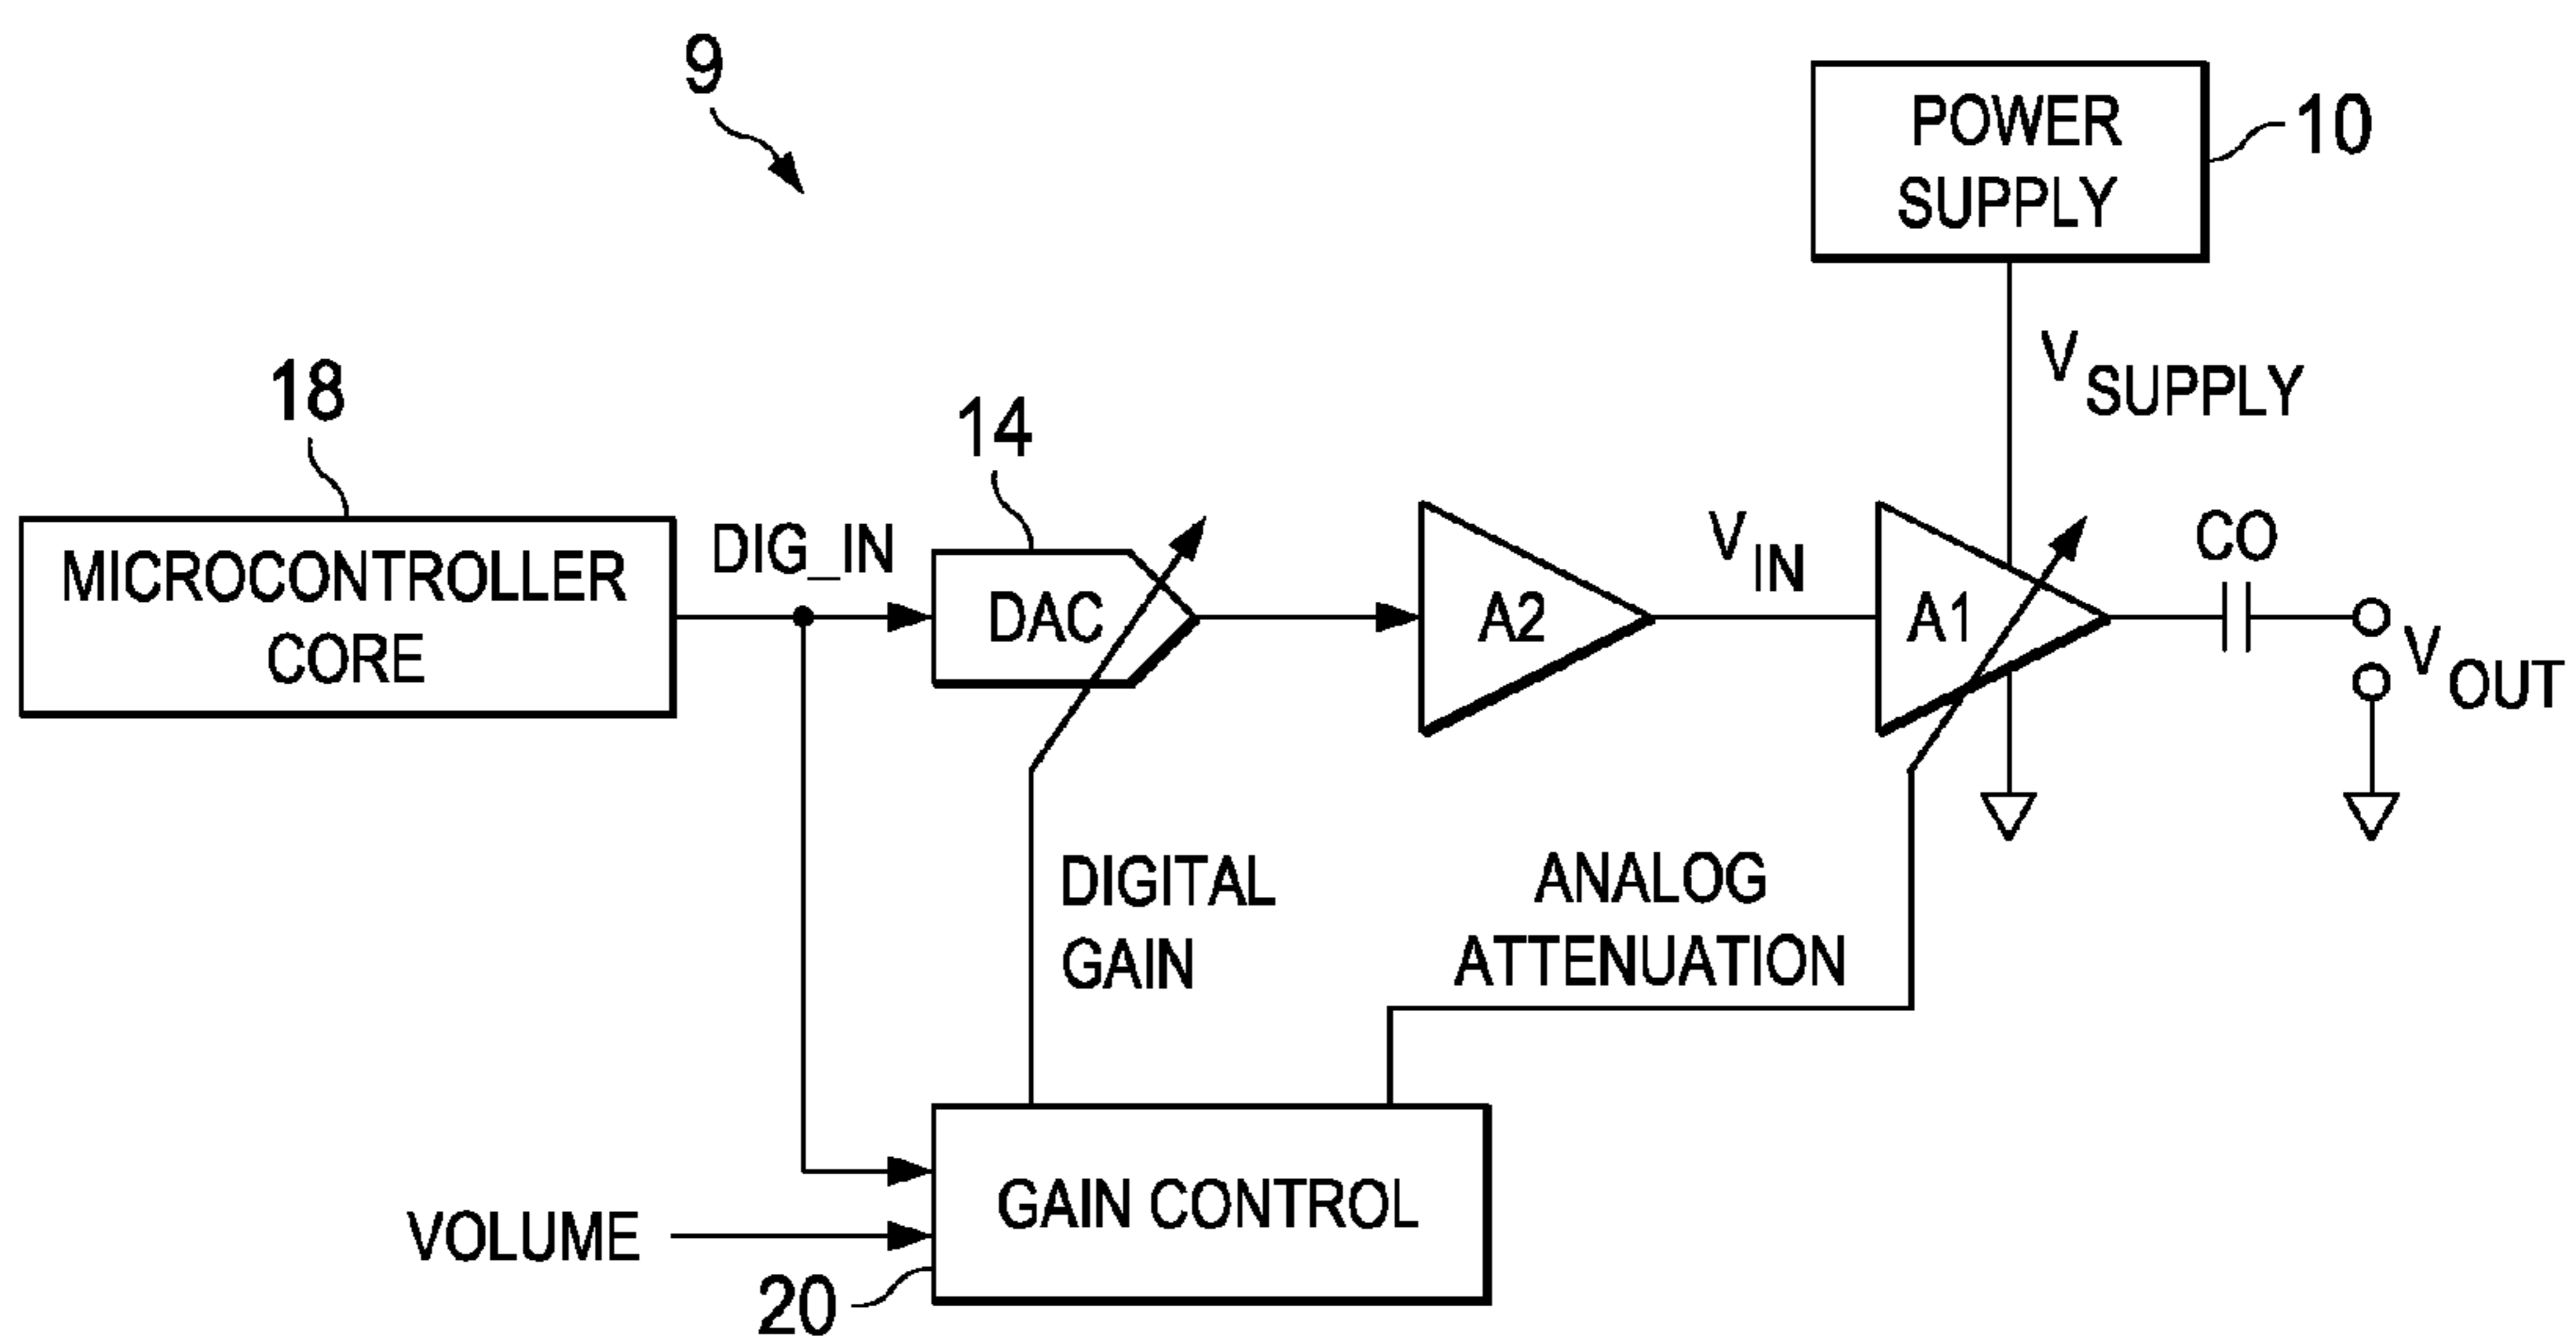 9
POWER
SUPPLY
10
V SUPPLY
18
14
MICROCONTROLLER
CORE
DIG_IN
DAC
A2
V IN
A1
CO
V OUT
DIGITAL
GAIN
ANALOG
ATTENUATION
GAIN CONTROL
VOLUME
20